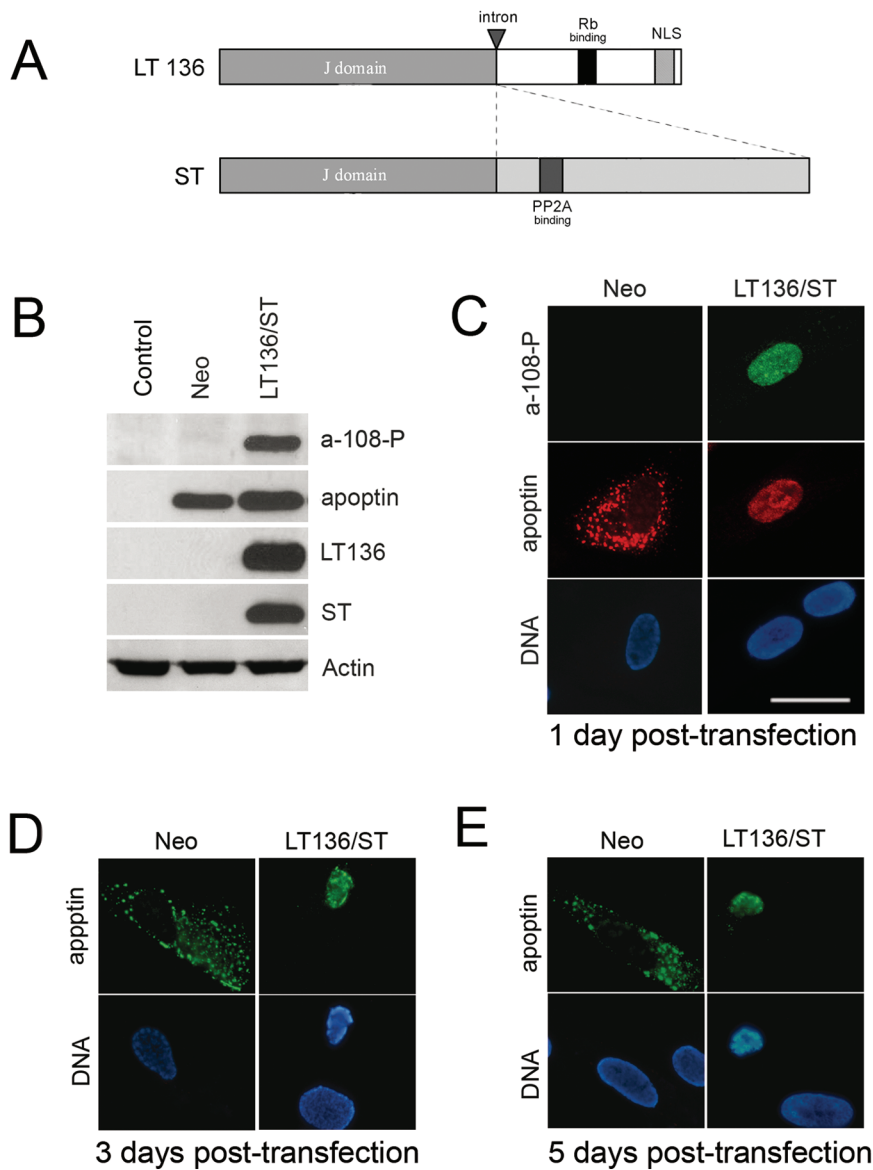 A
intron
Rb
binding
NLS
LT 136
J domain
ST
J domain
PP2A
binding
B
Control
Neo
LT136/ST
a-108-P
apoptin
LT136
ST
Actin
C
Neo
LT136/ST
a-108-P
apoptin
DNA
1 day post-transfection
D
Neo
LT136/ST
appptin
DNA
3 days post-transfection
E
Neo
LT136/ST
apoptin
DNA
5 days post-transfection